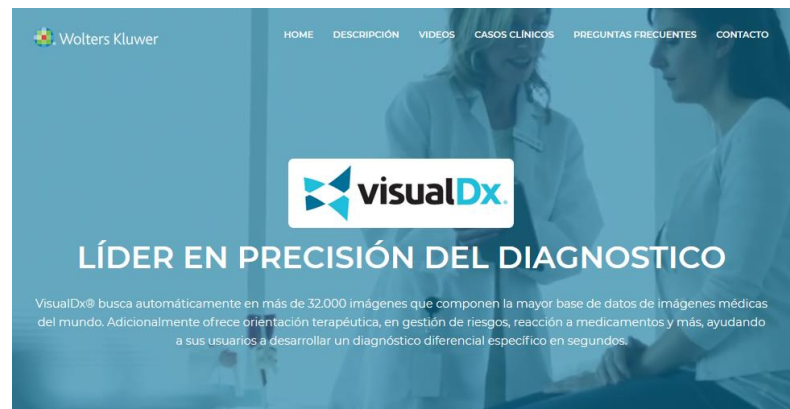 Wolters Kluwer
HOME DESCRIPCIÓN VIDEOS CASOS CLÍNICOS PREGUNTAS FRECUENTES CONTACTO
visualDx®
LÍDER EN PRECISIÓN DEL DIAGNOSTICO
VisualDx® busca automáticamente en más de 32.000 imágenes que componen la mayor base de datos de imágenes médicas
del mundo. Adicionalmente ofrece orientación terapéutica, en gestión de riesgos, reacción a medicamentos y más, ayudando
a sus usuarios a desarrollar un diagnóstico diferencial específico en segundos.